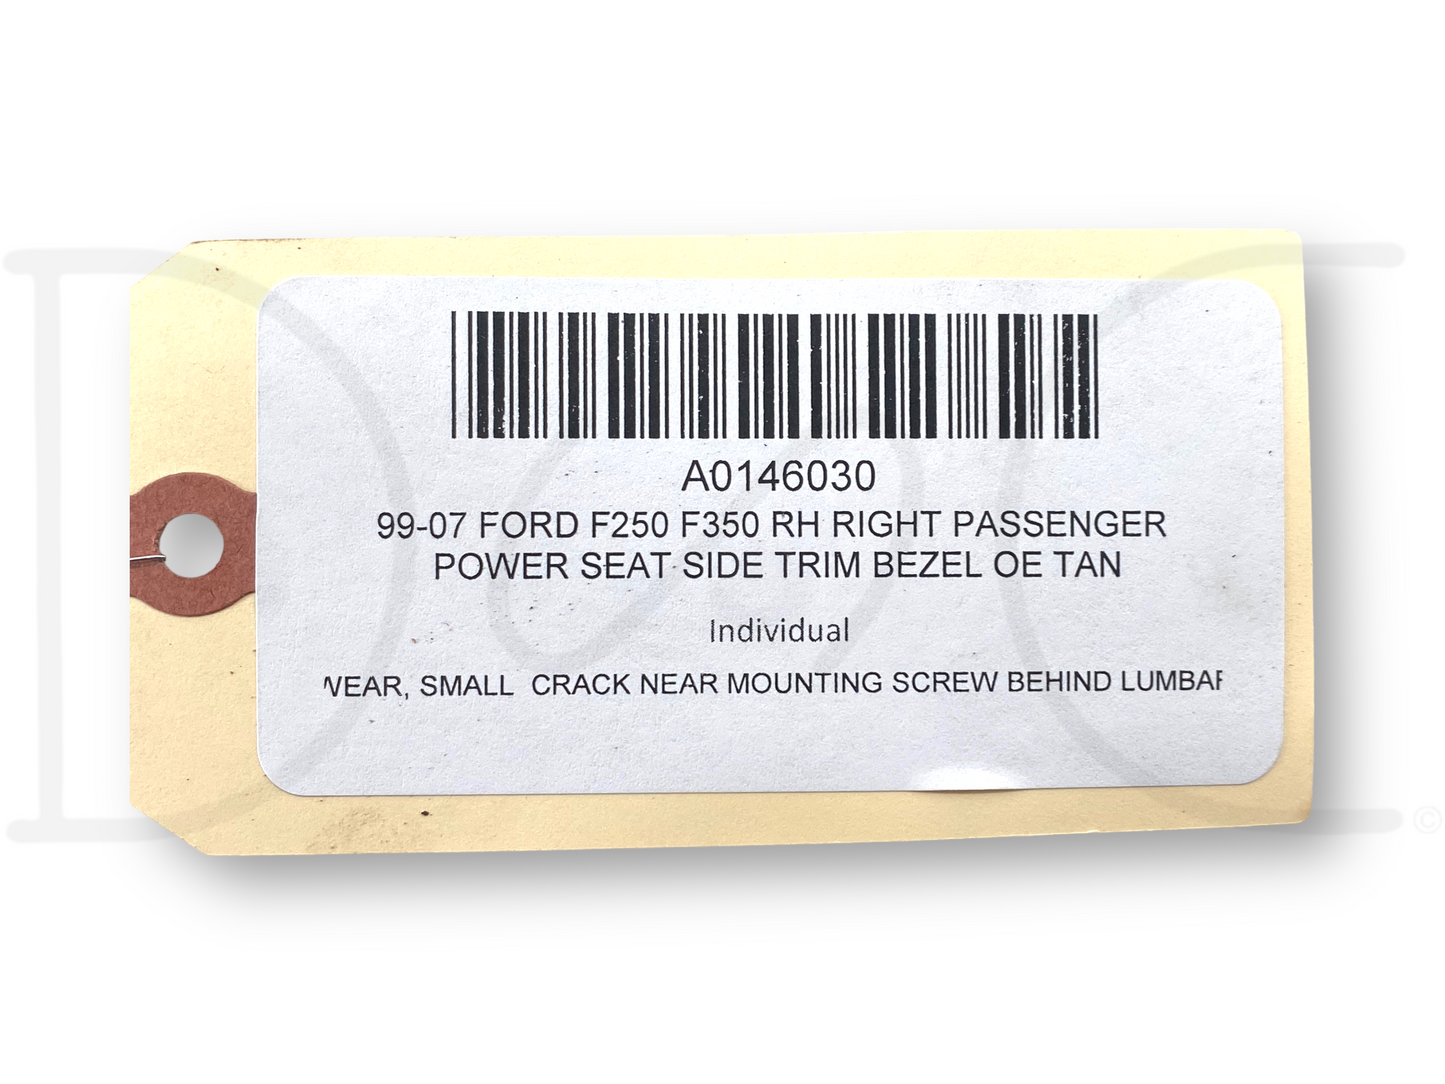 A0146030
99-07 FORD F250 F350 RH RIGHT PASSENGER
POWER SEAT SIDE TRIM BEZEL OE TAN
Individual
WEAR, SMALL  CRACK NEAR MOUNTING SCREW BEHIND LUMBAR
©